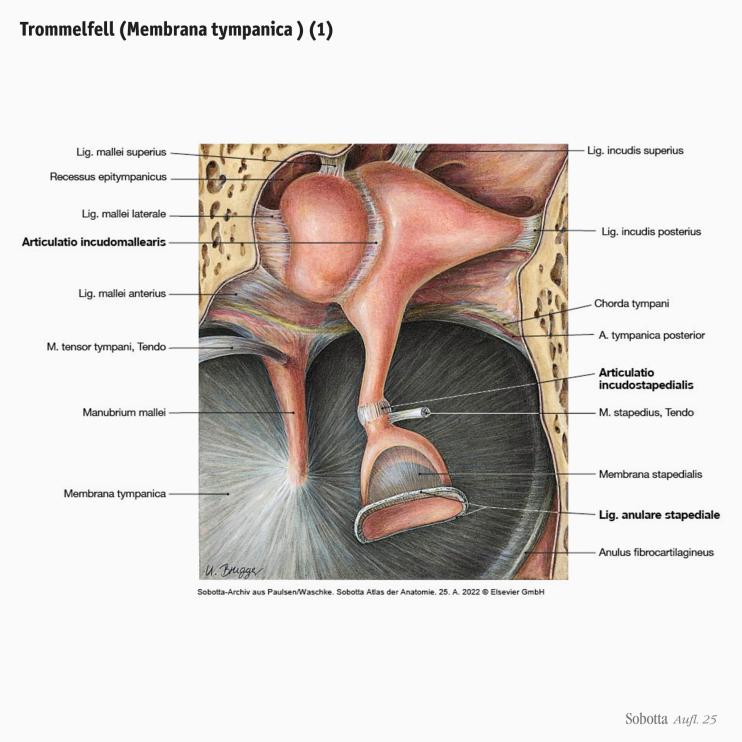 Trommelfell (Membrana tympanica ) (1)
Lig. mallei superius
Recessus epitympanicus
Lig. mallei laterale
Articulatio incudomallearis
Lig. mallei anterius
M. tensor tympani, Tendo
Manubrium mallei
Membrana tympanica
Lig. incudis superius
Lig. incudis posterius
Chorda tympani
A. tympanica posterior
Articulatio
incudostapedialis
M. stapedius, Tendo
Membrana stapedialis
Lig. anulare stapediale
Anulus fibrocartilagineus
Sobotta-Archiv aus Paulsen/Waschke. Sobotta Atlas der Anatomie. 25. A. 2022 © Elsevier GmbH
Sobotta Aufl. 25